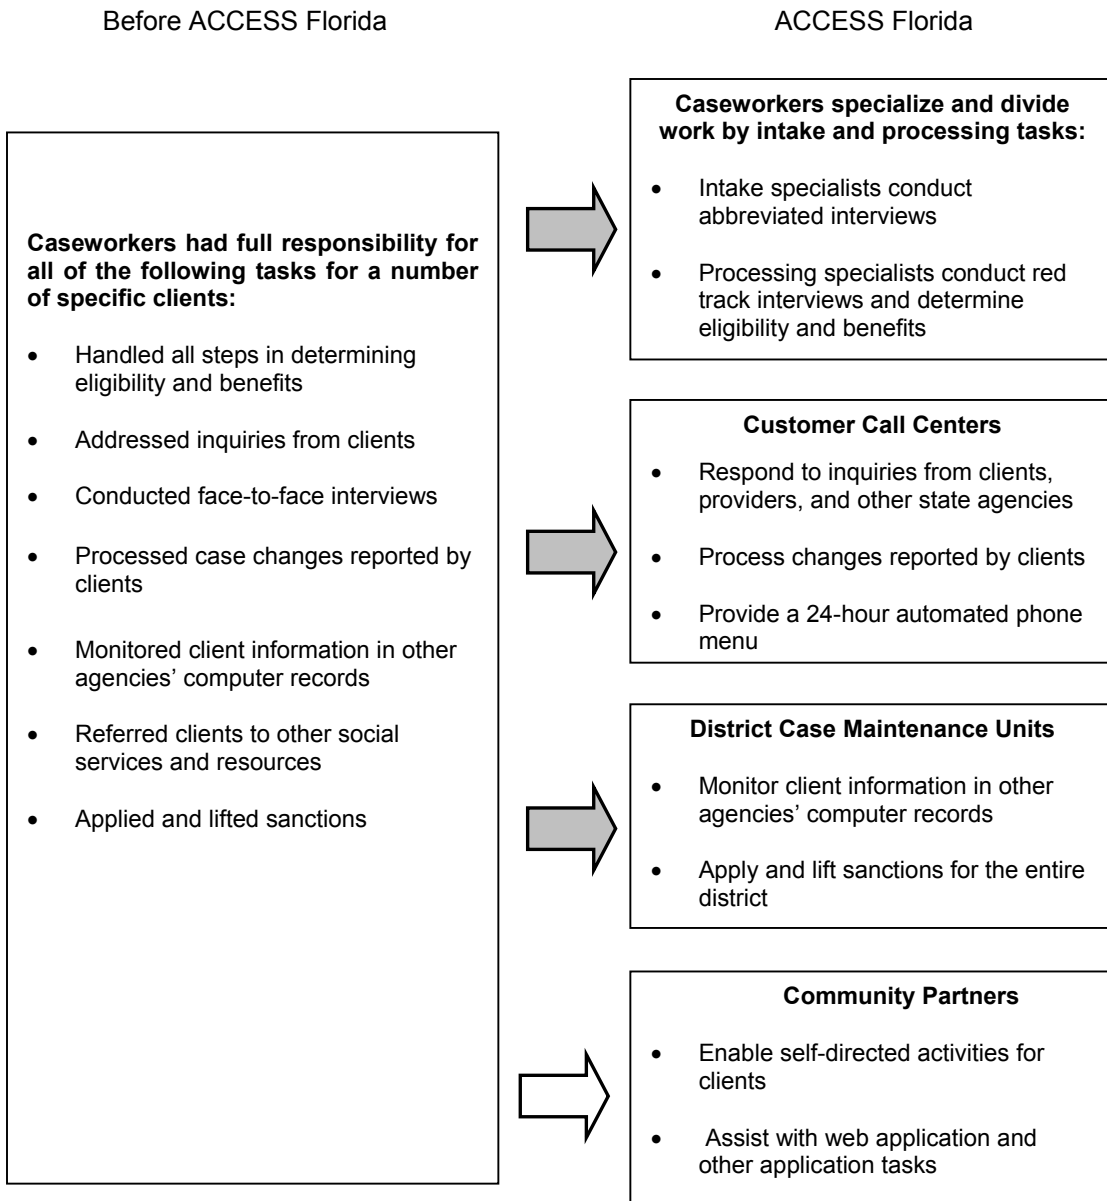 Before ACCESS Florida
ACCESS Florida
Caseworkers had full responsibility for
all of the following tasks for a number
of specific clients:
• Handled all steps in determining
eligibility and benefits
• Addressed inquiries from clients
• Conducted face-to-face interviews
• Processed case changes reported by
clients
• Monitored client information in other
agencies’ computer records
• Referred clients to other social
services and resources
• Applied and lifted sanctions
Caseworkers specialize and divide
work by intake and processing tasks:
• Intake specialists conduct
abbreviated interviews
• Processing specialists conduct red
track interviews and determine
eligibility and benefits
Customer Call Centers
• Respond to inquiries from clients,
providers, and other state agencies
• Process changes reported by clients
• Provide a 24-hour automated phone
menu
District Case Maintenance Units
• Monitor client information in other
agencies’ computer records
• Apply and lift sanctions for the entire
district
Community Partners
• Enable self-directed activities for
clients
• Assist with web application and
other application tasks